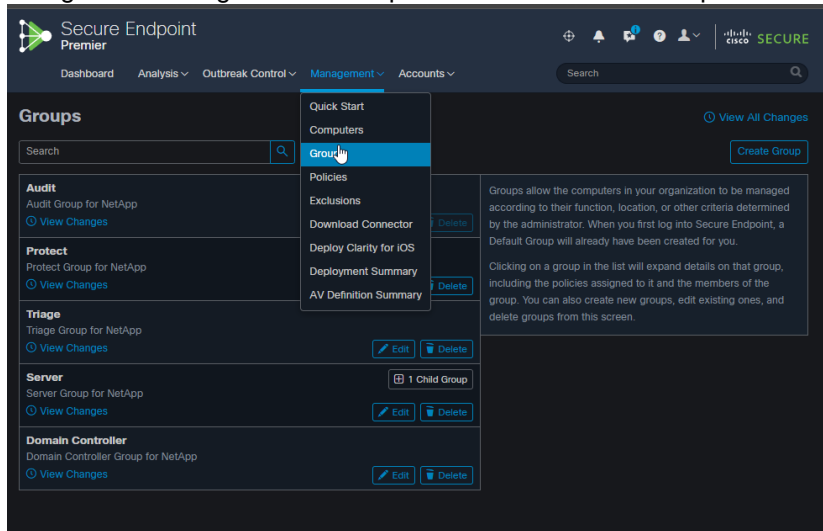 Secure Endpoint
Premier
CISCO SECURE
Dashboard Analysis Outbreak Control Management Accounts
Search
Groups
View All Changes
Search
Create Group
Quick Start
Computers
Policies
Exclusions
Download Connector
Deploy Clarity for iOS
Deployment Summary
AV Definition Summary
Audit
Audit Group for NetApp
View Changes
Delete
Protect
Protect Group for NetApp
View Changes
Delete
Triage
Triage Group for NetApp
View Changes
Edit Delete
Server
1 Child Group
Server Group for NetApp
View Changes
Edit Delete
Domain Controller
Domain Controller Group for NetApp
View Changes
Edit Delete
Groups allow the computers in your organization to be managed
according to their function, location, or other criteria determined
by the administrator. When you first log into Secure Endpoint, a
Default Group will already have been created for you.
Clicking on a group in the list will expand details on that group,
including the policies assigned to it and the members of the
group. You can also create new groups, edit existing ones, and
delete groups from this screen.